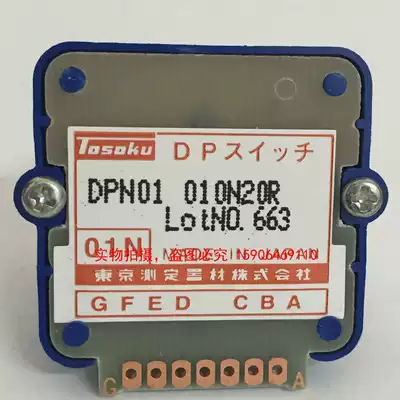 Tosoku DPスイッチ
DPN01 010N20R
LotNO.663
01N
实物拍摄，盗图必究
東京測定器材株式会社
GFED CBA
G A